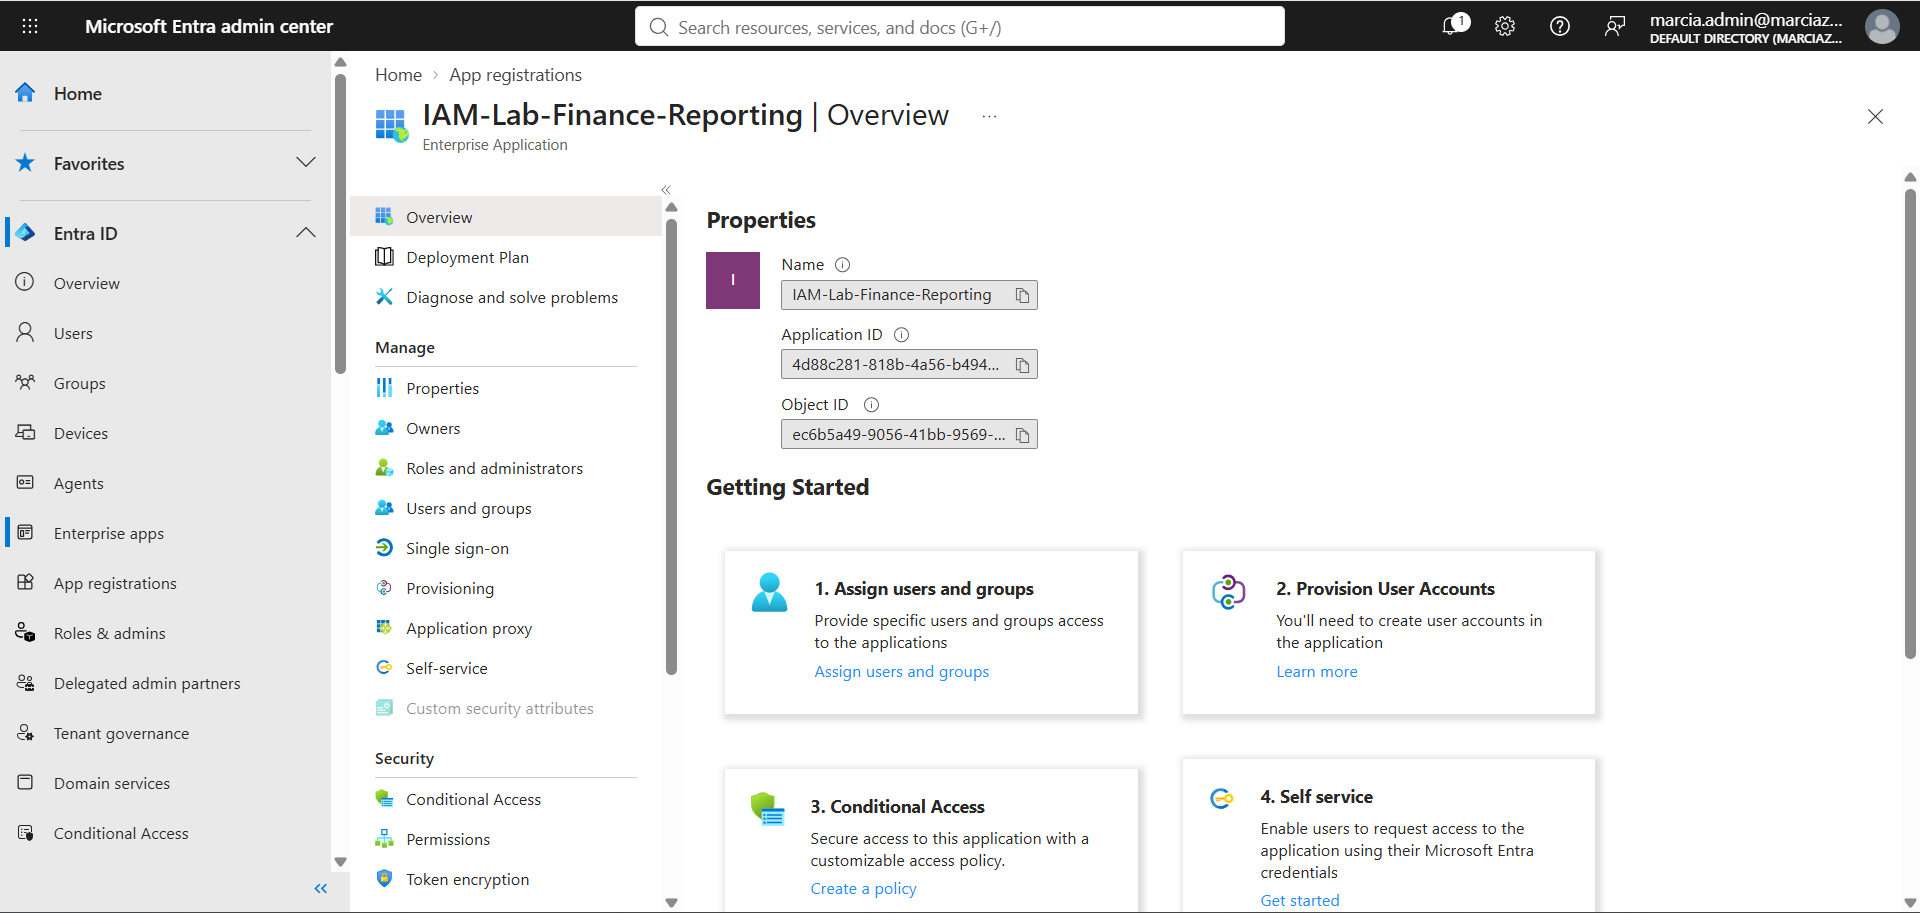 Microsoft Entra admin center
Search resources, services, and docs (G+/)
1
marcia.admin@marciaz...
DEFAULT DIRECTORY (MARCIAZ...
Home
Favorites
Entra ID
Overview
Users
Groups
Devices
Agents
Enterprise apps
App registrations
Roles & admins
Delegated admin partners
Tenant governance
Domain services
Conditional Access
Home
App registrations
IAM-Lab-Finance-Reporting | Overview
...
Enterprise Application
Overview
Deployment Plan
Diagnose and solve problems
Manage
Properties
Owners
Roles and administrators
Users and groups
Single sign-on
Provisioning
Application proxy
Self-service
Custom security attributes
Security
Conditional Access
Permissions
Token encryption
Properties
I
Name
IAM-Lab-Finance-Reporting
Application ID
4d88c281-818b-4a56-b494...
Object ID
ec6b5a49-9056-41bb-9569-...
Getting Started
1. Assign users and groups
Provide specific users and groups access
to the applications
Assign users and groups
2. Provision User Accounts
You'll need to create user accounts in
the application
Learn more
3. Conditional Access
Secure access to this application with a
customizable access policy.
Create a policy
4. Self service
Enable users to request access to the
application using their Microsoft Entra
credentials
Get started